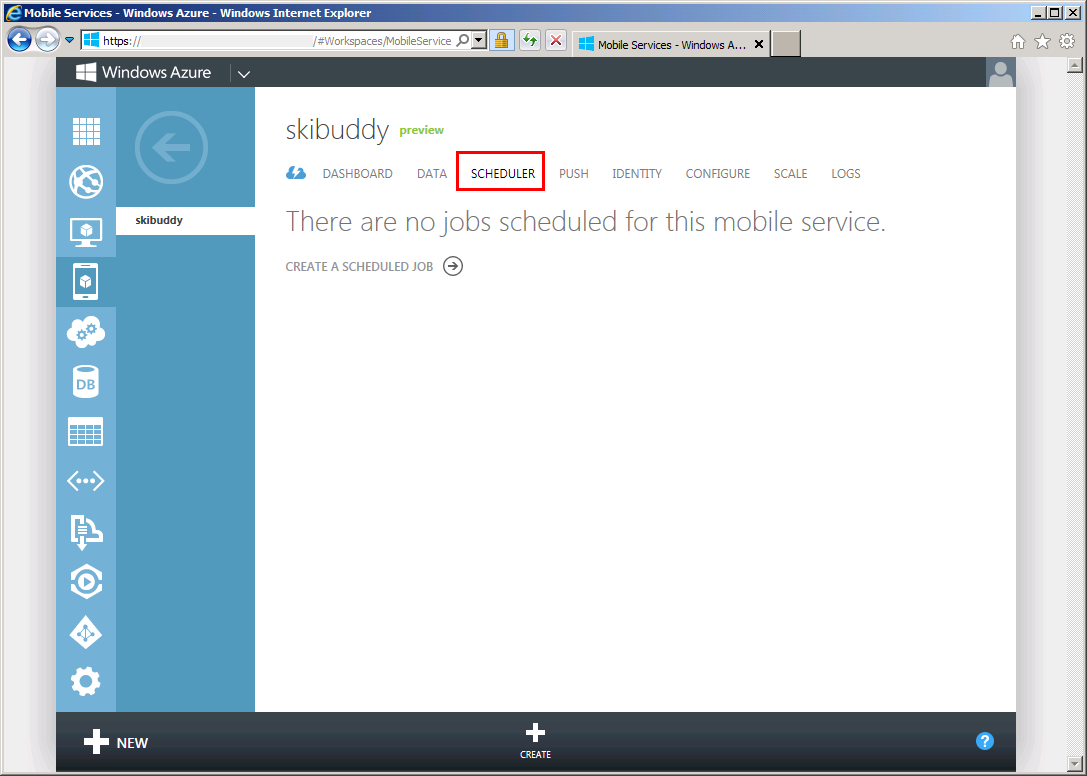 Mobile Services - Windows Azure - Windows Internet Explorer
https:// /#Workspaces/MobileService
Mobile Services - Windows A...
Windows Azure
skibuddy preview
DASHBOARD DATA SCHEDULER PUSH IDENTITY CONFIGURE SCALE LOGS
skibuddy
There are no jobs scheduled for this mobile service.
CREATE A SCHEDULED JOB
DB
NEW
CREATE
?